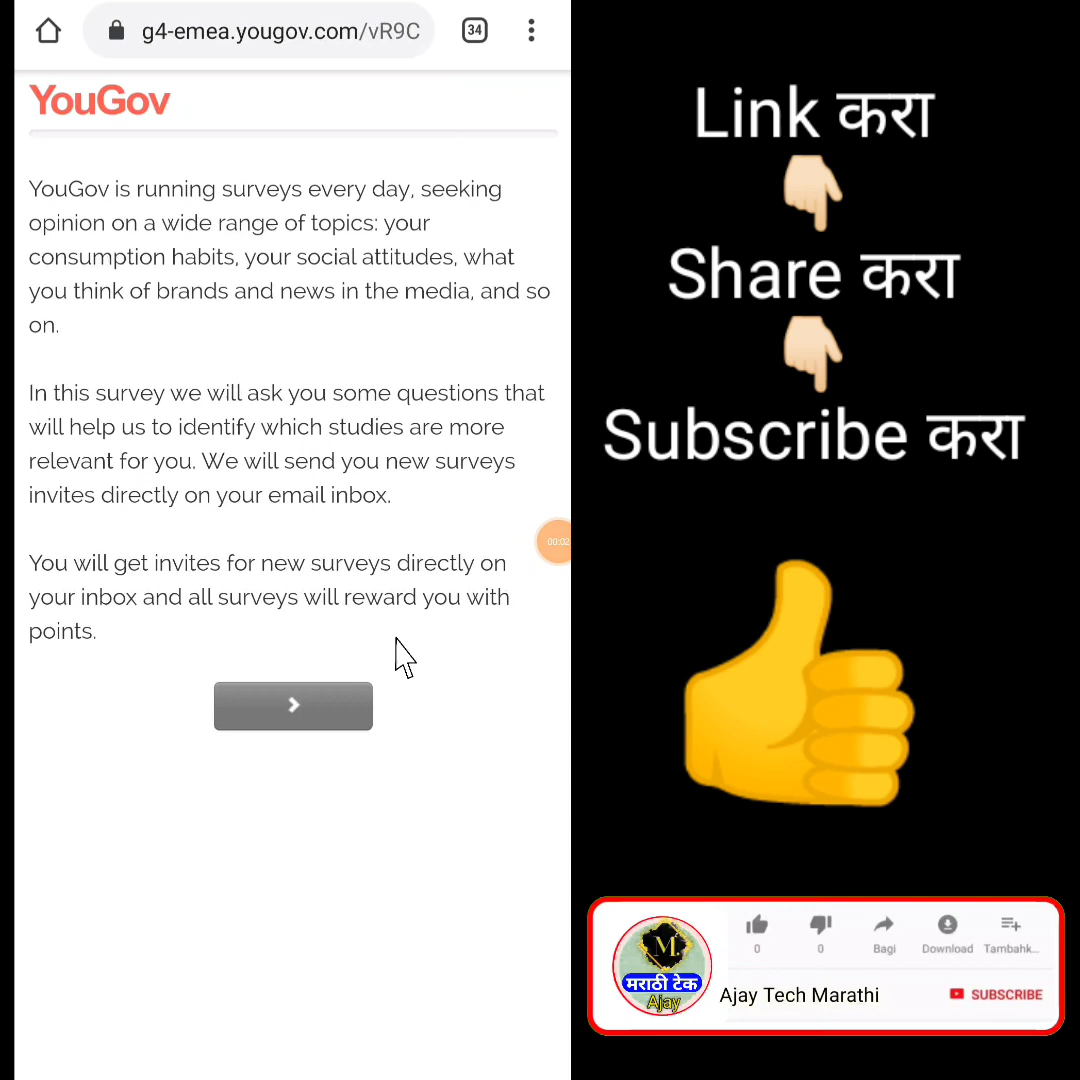 g4-emea.yougov.com/vR9C
34
YouGov
YouGov is running surveys every day, seeking
opinion on a wide range of topics: your
consumption habits, your social attitudes, what
you think of brands and news in the media, and so
on.
In this survey we will ask you some questions that
will help us to identify which studies are more
relevant for you. We will send you new surveys
invites directly on your email inbox.
You will get invites for new surveys directly on
your inbox and all surveys will reward you with
points.
00:02
Link करा
Share करा
Subscribe करा
M
मराठी टेक
Ajay
0
0
Bagi
Download
Tambahk...
Ajay Tech Marathi
SUBSCRIBE